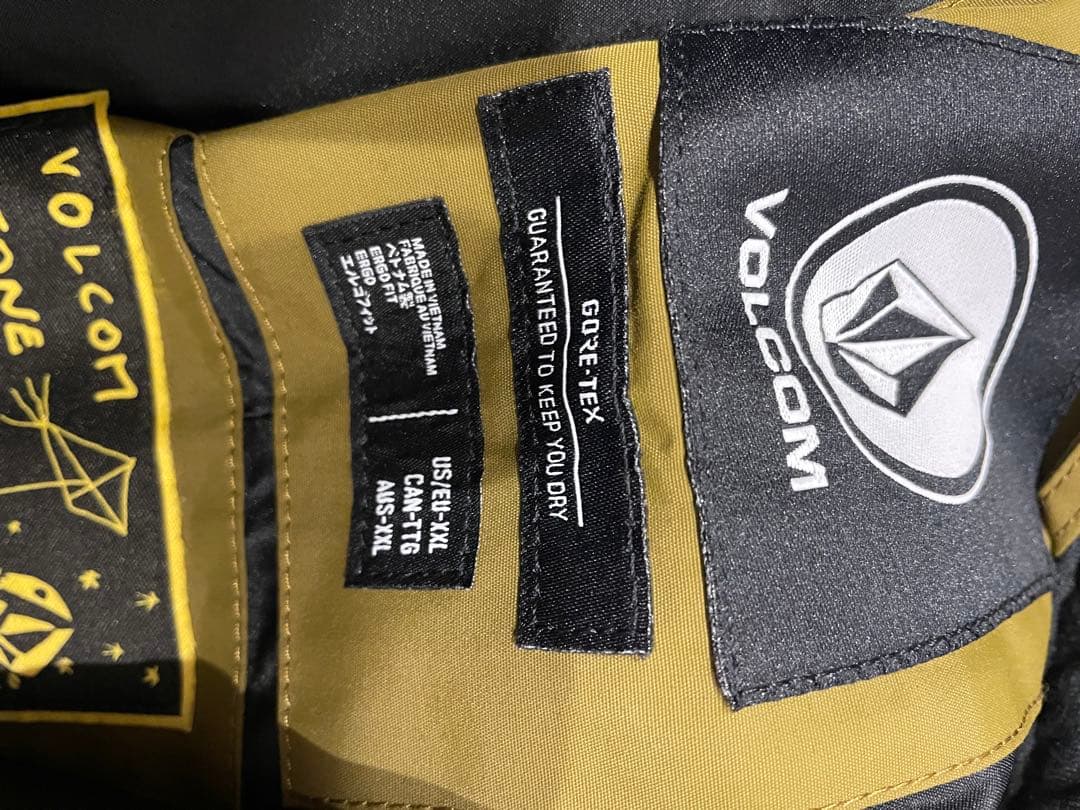 VOLCOM
GORE-TEX
GUARANTEED TO KEEP YOU DRY
MADE IN VIETNAM
FABRIQUE AU VIETNAM
ベトナム製
ERGO FIT
ERGO
エルゴフィット
US/EU-XXL
CAN-TTG
AUS-XXL
VOLCOM